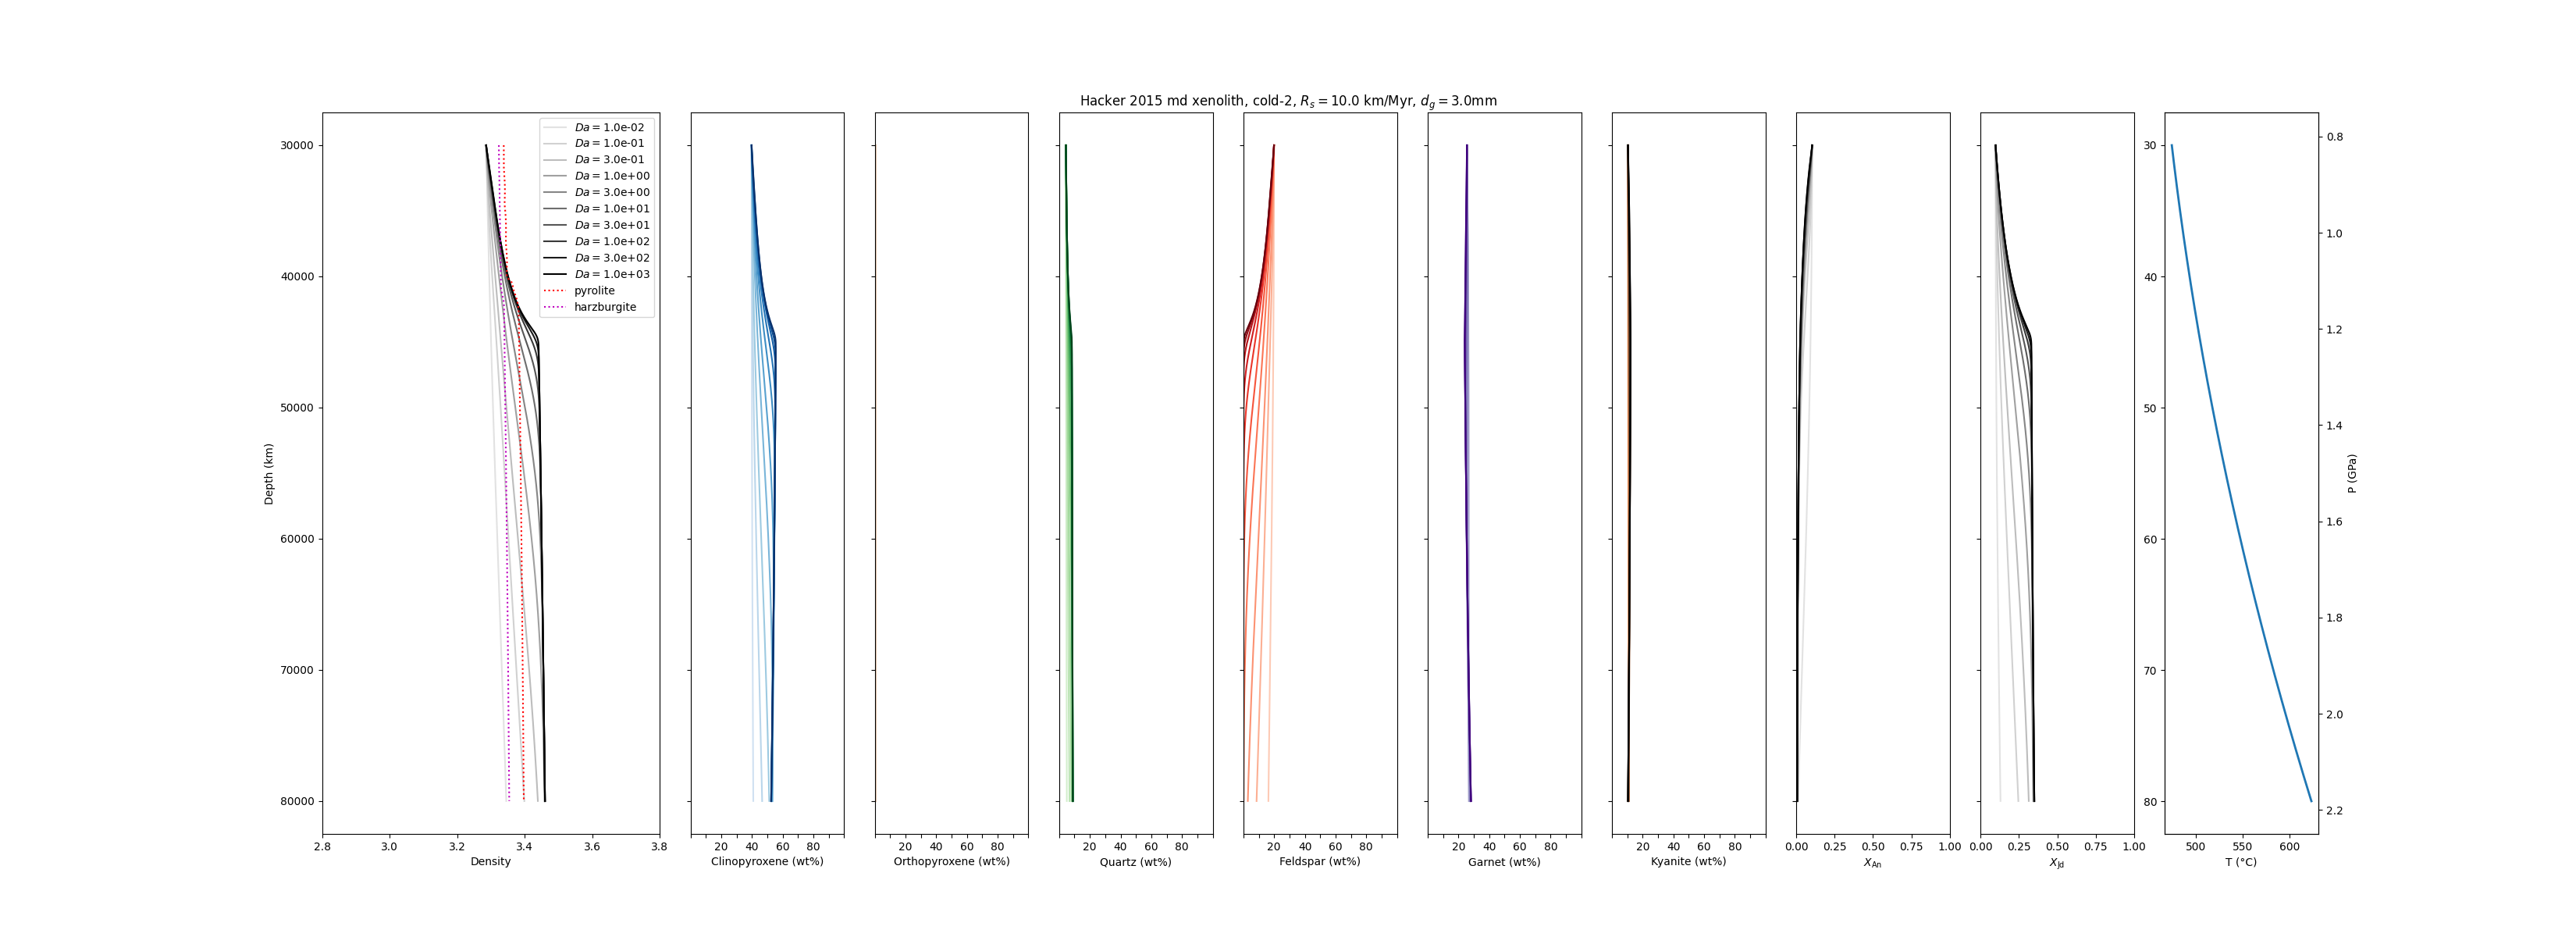 Hacker 2015 md xenolith, cold-2, $R_s = 10.0$ km/Myr, $d_g = 3.0$mm
Da = 1.0e-02
Da = 1.0e-01
Da = 3.0e-01
Da = 1.0e+00
Da = 3.0e+00
Da = 1.0e+01
Da = 3.0e+01
Da = 1.0e+02
Da = 3.0e+02
Da = 1.0e+03
pyrolite
harzburgite
Depth (km)
30000
40000
50000
60000
70000
80000
2.8 3.0 3.2 3.4 3.6 3.8
Density
20 40 60 80
Clinopyroxene (wt%)
20 40 60 80
Orthopyroxene (wt%)
20 40 60 80
Quartz (wt%)
20 40 60 80
Feldspar (wt%)
20 40 60 80
Garnet (wt%)
20 40 60 80
Kyanite (wt%)
0.00 0.25 0.50 0.75 1.00
$X_{An}$
0.00 0.25 0.50 0.75 1.00
$X_{Jd}$
30
40
50
60
70
80
500 550 600
T (°C)
0.8
1.0
1.2
1.4
1.6
1.8
2.0
2.2
P (GPa)